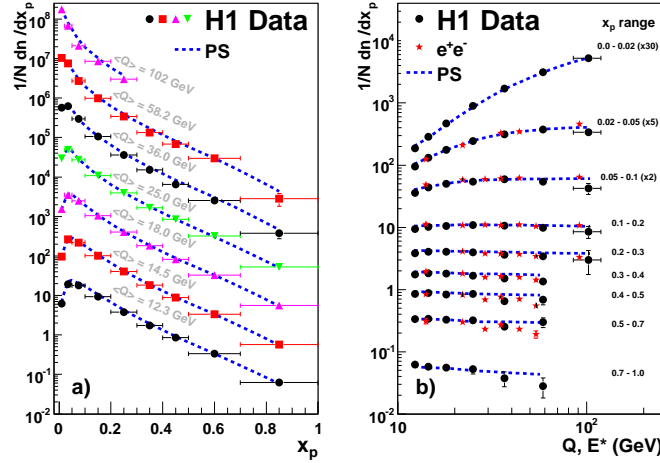 H1 Data
PS
1/N dn /dx_p
10^8
10^7
10^6
10^5
10^4
10^3
10^2
10
1
10^-1
10^-2
<Q> = 102 GeV
<Q> = 58.2 GeV
<Q> = 36.0 GeV
<Q> = 25.0 GeV
<Q> = 18.0 GeV
<Q> = 14.5 GeV
<Q> = 12.3 GeV
a)
0 0.2 0.4 0.6 0.8 1
x_p
H1 Data
e^+e^-
PS
x_p range
1/N dn /dx_p
10^4
10^3
10^2
10
1
10^-1
10^-2
0.0 - 0.02 (x30)
0.02 - 0.05 (x5)
0.05 - 0.1 (x2)
0.1 - 0.2
0.2 - 0.3
0.3 - 0.4
0.4 - 0.5
0.5 - 0.7
0.7 - 1.0
b)
10 10^2
Q, E* (GeV)